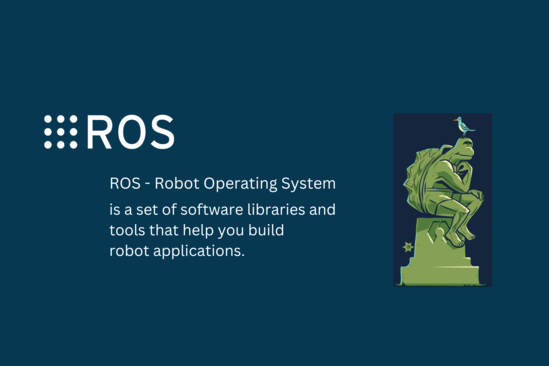 ROS
ROS - Robot Operating System
is a set of software libraries and
tools that help you build
robot applications.